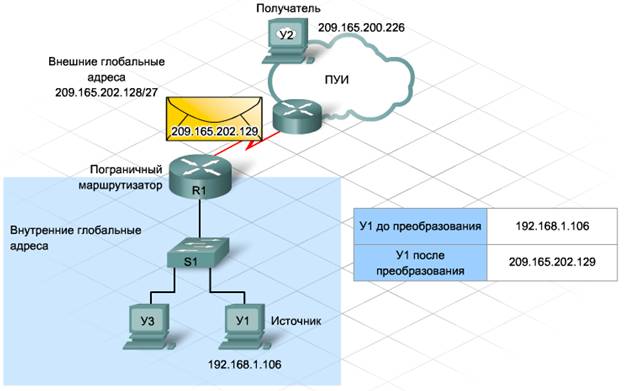 Получатель
У2
209.165.200.226
Внешние глобальные
адреса
209.165.202.128/27
ПУИ
209.165.202.129
Пограничный
маршрутизатор
R1
Внутренние глобальные
адреса
S1
У1 до преобразования
192.168.1.106
У1 после
преобразования
209.165.202.129
У3
У1
Источник
192.168.1.106